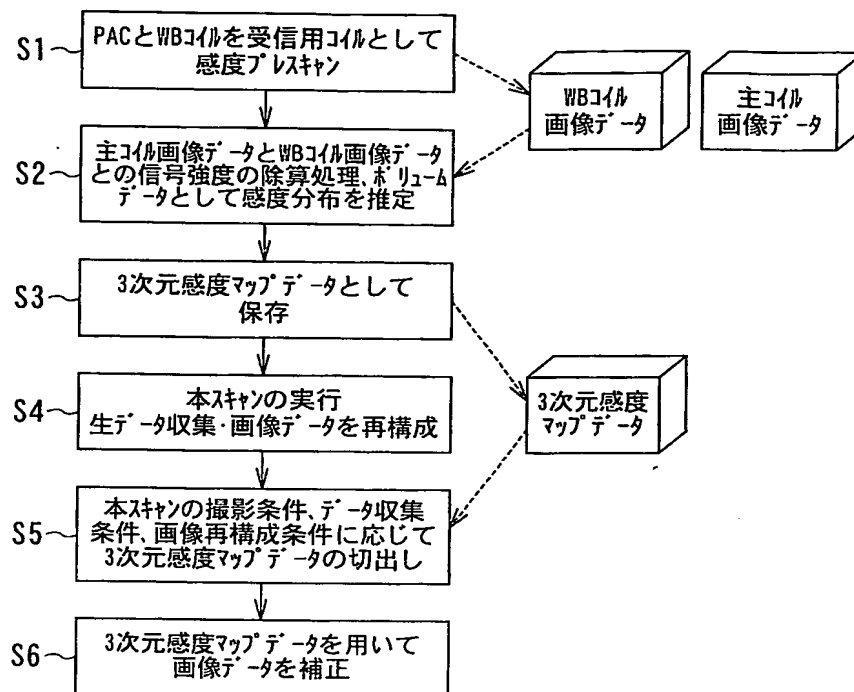 S1
PACとWBｺｲﾙを受信用ｺｲﾙとして
感度ﾌﾟﾚｽｷｬﾝ
WBｺｲﾙ
画像ﾃﾞｰﾀ
主ｺｲﾙ
画像ﾃﾞｰﾀ
S2
主ｺｲﾙ画像ﾃﾞｰﾀとWBｺｲﾙ画像ﾃﾞｰﾀ
との信号強度の除算処理､ﾎﾞﾘｭｰﾑ
ﾃﾞｰﾀとして感度分布を推定
S3
3次元感度ﾏｯﾌﾟﾃﾞｰﾀとして
保存
S4
本ｽｷｬﾝの実行
生ﾃﾞｰﾀ収集･画像ﾃﾞｰﾀを再構成
3次元感度
ﾏｯﾌﾟﾃﾞｰﾀ
S5
本ｽｷｬﾝの撮影条件､ﾃﾞｰﾀ収集
条件､画像再構成条件に応じて
3次元感度ﾏｯﾌﾟﾃﾞｰﾀの切出し
S6
3次元感度ﾏｯﾌﾟﾃﾞｰﾀを用いて
画像ﾃﾞｰﾀを補正